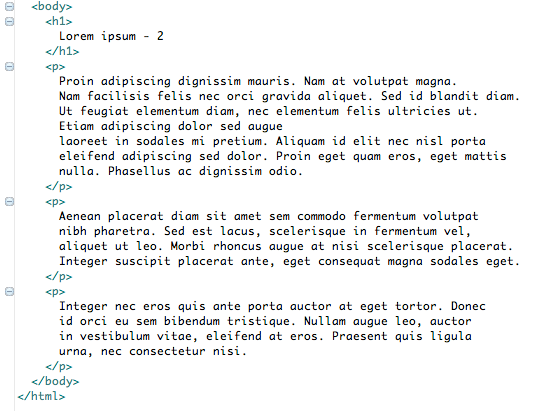 <body>
<h1>
Lorem ipsum - 2
</h1>
<p>
Proin adipiscing dignissim mauris. Nam at volutpat magna.
Nam facilisis felis nec orci gravida aliquet. Sed id blandit diam.
Ut feugiat elementum diam, nec elementum felis ultricies ut.
Etiam adipiscing dolor sed augue
laoreet in sodales mi pretium. Aliquam id elit nec nisl porta
eleifend adipiscing sed dolor. Proin eget quam eros, eget mattis
nulla. Phasellus ac dignissim odio.
</p>
<p>
Aenean placerat diam sit amet sem commodo fermentum volutpat
nibh pharetra. Sed est lacus, scelerisque in fermentum vel,
aliquet ut leo. Morbi rhoncus augue at nisi scelerisque placerat.
Integer suscipit placerat ante, eget consequat magna sodales eget.
</p>
<p>
Integer nec eros quis ante porta auctor at eget tortor. Donec
id orci eu sem bibendum tristique. Nullam augue leo, auctor
in vestibulum vitae, eleifend at eros. Praesent quis ligula
urna, nec consectetur nisi.
</p>
</body>
</html>